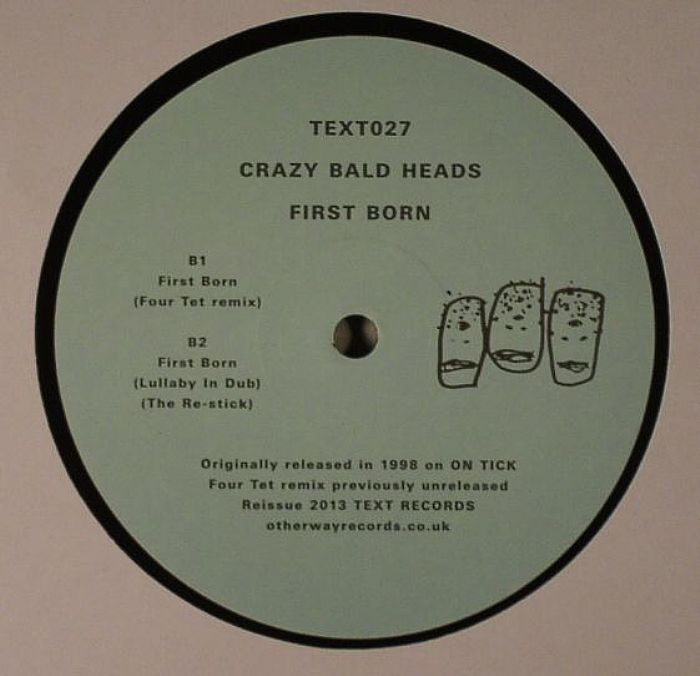 TEXT027
CRAZY BALD HEADS
FIRST BORN
B1
First Born
(Four Tet remix)
B2
First Born
(Lullaby In Dub)
(The Re-stick)
Originally released in 1998 on ON TICK
Four Tet remix previously unreleased
Reissue 2013 TEXT RECORDS
otherwayrecords.co.uk